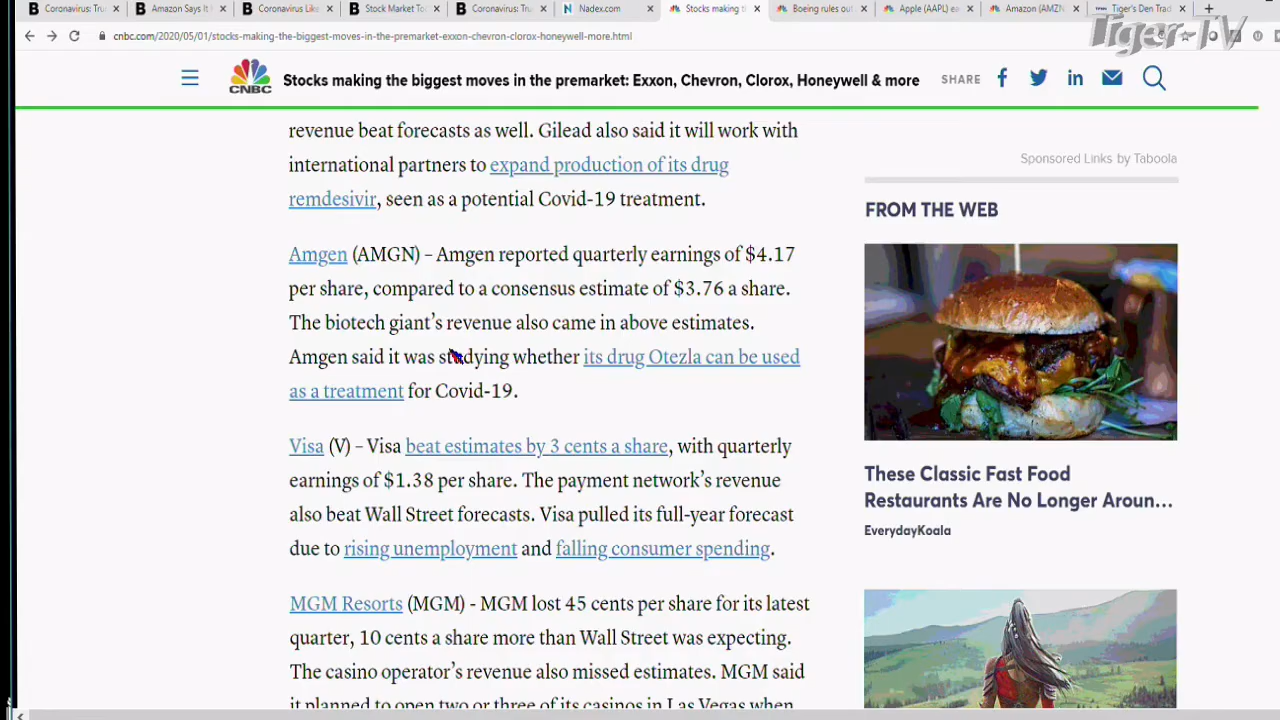 Coronavirus: Tru
Amazon Says It
Coronavirus Like
Stock Market To
Coronavirus: Tru
Nadex.com
Stocks making t
Boeing rules out
Apple (AAPL) ea
Amazon (AMZN
Tiger's Den Trad
cnbc.com/2020/05/01/stocks-making-the-biggest-moves-in-the-premarket-exxon-chevron-clorox-honeywell-more.html
Tiger-TV
CNBC
Stocks making the biggest moves in the premarket: Exxon, Chevron, Clorox, Honeywell & more
SHARE
revenue beat forecasts as well. Gilead also said it will work with
international partners to expand production of its drug
remdesivir, seen as a potential Covid-19 treatment.
Amgen (AMGN) – Amgen reported quarterly earnings of $4.17
per share, compared to a consensus estimate of $3.76 a share.
The biotech giant's revenue also came in above estimates.
Amgen said it was studying whether its drug Otezla can be used
as a treatment for Covid-19.
Visa (V) – Visa beat estimates by 3 cents a share, with quarterly
earnings of $1.38 per share. The payment network's revenue
also beat Wall Street forecasts. Visa pulled its full-year forecast
due to rising unemployment and falling consumer spending.
MGM Resorts (MGM) - MGM lost 45 cents per share for its latest
quarter, 10 cents a share more than Wall Street was expecting.
The casino operator's revenue also missed estimates. MGM said
it planned to open two or three of its casinos in Las Vegas when
Sponsored Links by Taboola
FROM THE WEB
These Classic Fast Food
Restaurants Are No Longer Aroun...
EverydayKoala